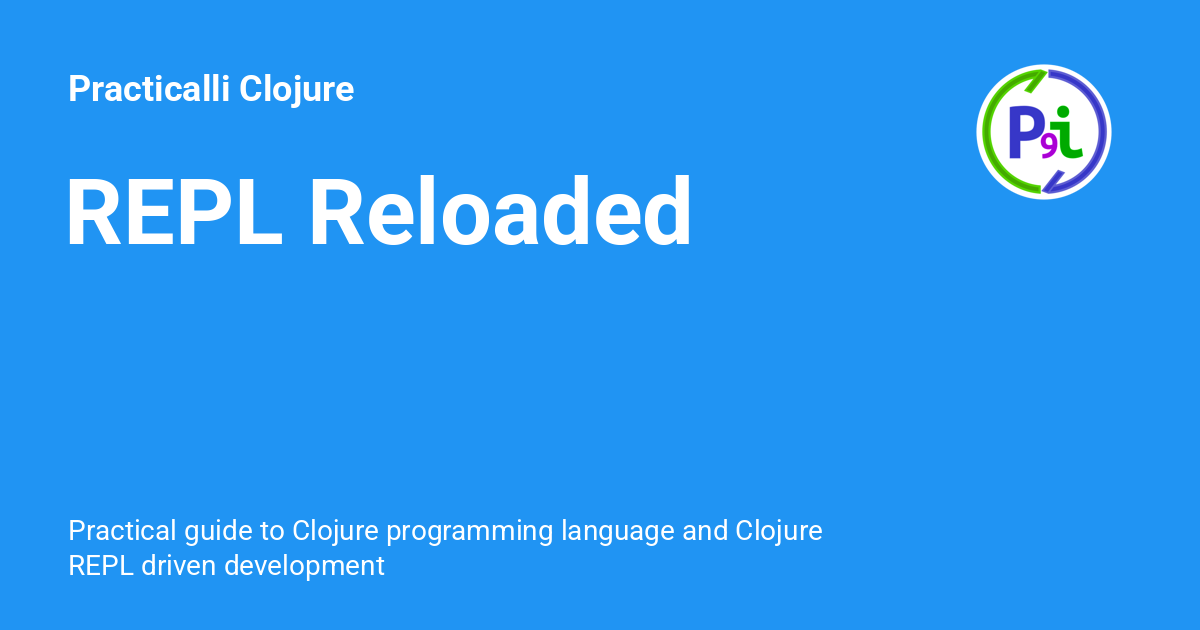 Practicalli Clojure
P9i
REPL Reloaded
Practical guide to Clojure programming language and Clojure
REPL driven development